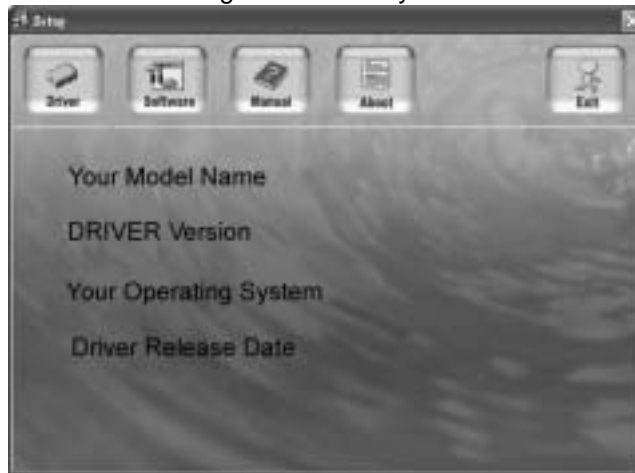 Setup
Driver
Software
Manual
About
Exit
Your Model Name
DRIVER Version
Your Operating System
Driver Release Date